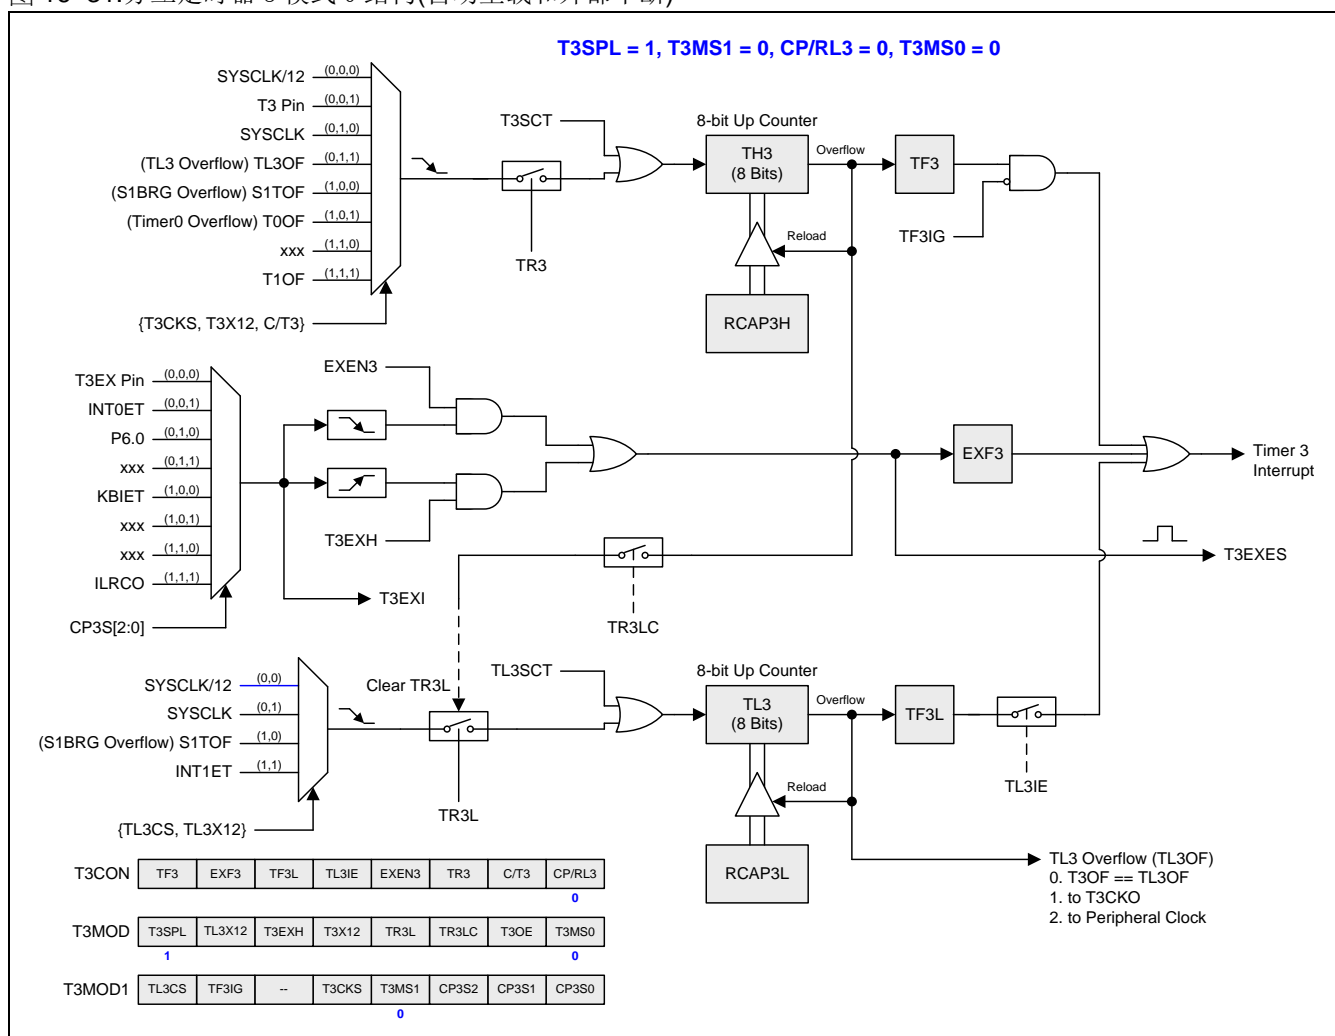 T3SPL = 1, T3MS1 = 0, CP/RL3 = 0, T3MS0 = 0
SYSCLK/12 (0,0,0)
T3 Pin (0,0,1)
SYSCLK (0,1,0)
(TL3 Overflow) TL3OF (0,1,1)
(S1BRG Overflow) S1TOF (1,0,0)
(Timer0 Overflow) T0OF (1,0,1)
xxx (1,1,0)
T1OF (1,1,1)
{T3CKS, T3X12, C/T3}
TR3
T3SCT
8-bit Up Counter
TH3
(8 Bits)
Overflow
Reload
RCAP3H
TF3
TF3IG
T3EX Pin (0,0,0)
INT0ET (0,0,1)
P6.0 (0,1,0)
xxx (0,1,1)
KBIET (1,0,0)
xxx (1,0,1)
xxx (1,1,0)
ILRCO (1,1,1)
CP3S[2:0]
EXEN3
T3EXH
T3EXI
EXF3
Timer 3
Interrupt
T3EXES
TR3LC
SYSCLK/12 (0,0)
SYSCLK (0,1)
(S1BRG Overflow) S1TOF (1,0)
INT1ET (1,1)
{TL3CS, TL3X12}
Clear TR3L
TR3L
TL3SCT
8-bit Up Counter
TL3
(8 Bits)
Overflow
Reload
RCAP3L
TF3L
TL3IE
TL3 Overflow (TL3OF)
0. T3OF == TL3OF
1. to T3CKO
2. to Peripheral Clock
T3CON TF3 EXF3 TF3L TL3IE EXEN3 TR3 C/T3 CP/RL3
0
T3MOD T3SPL TL3X12 T3EXH T3X12 TR3L TR3LC T3OE T3MS0
1 0
T3MOD1 TL3CS TF3IG -- T3CKS T3MS1 CP3S2 CP3S1 CP3S0
0